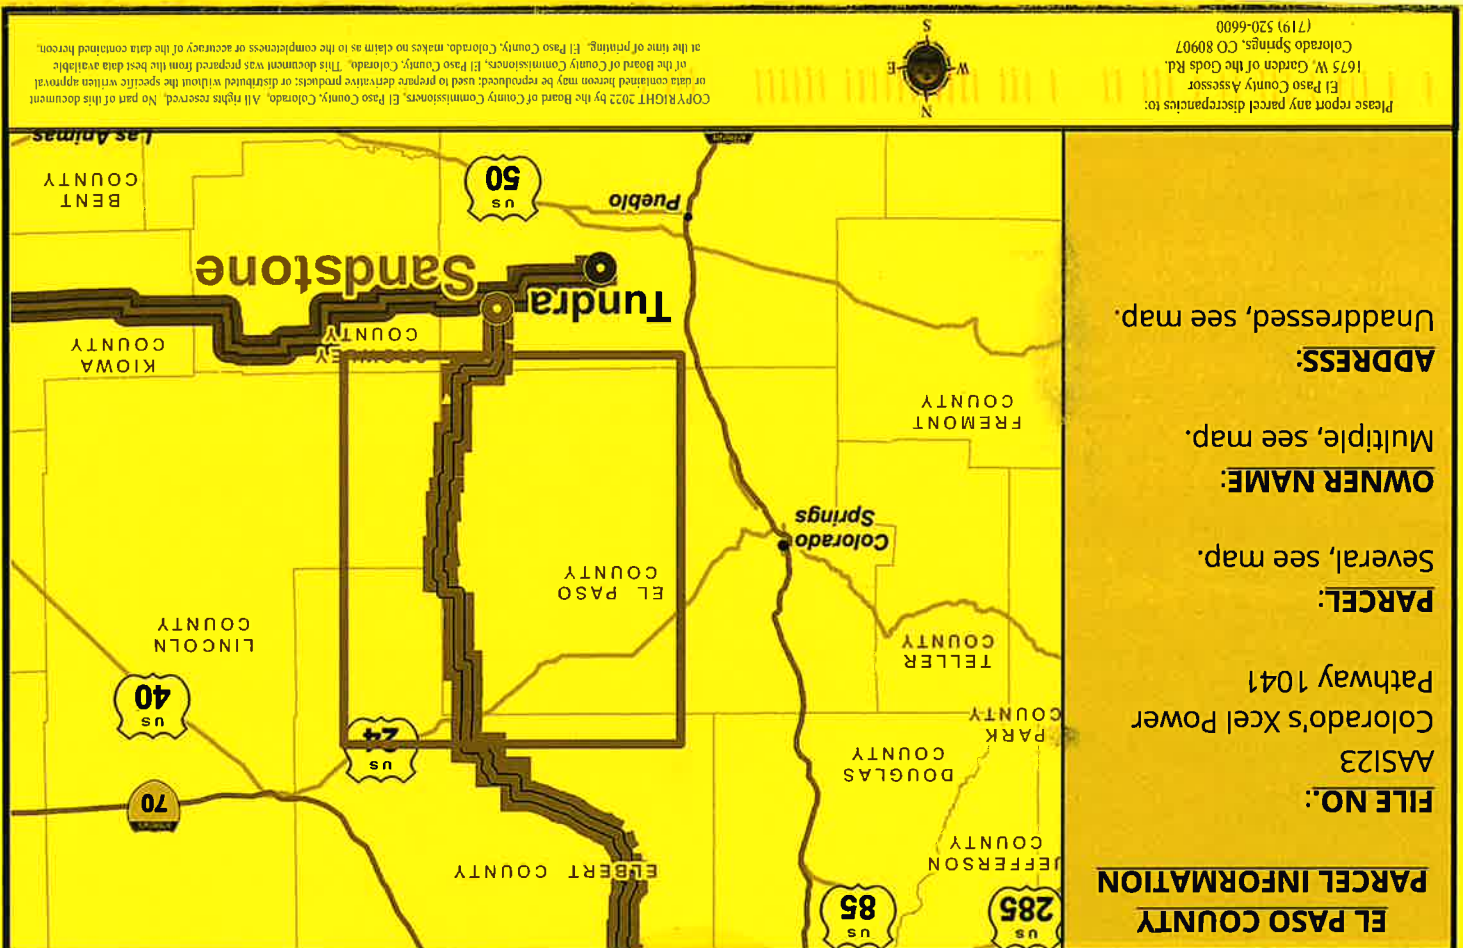 EL PASO COUNTY
PARCEL INFORMATION
FILE NO.:
AASI23
Colorado's Xcel Power
Pathway 1041
PARCEL:
Several, see map.
OWNER NAME:
Multiple, see map.
ADDRESS:
Unaddressed, see map.
US
285
US
85
JEFFERSON
COUNTY
ELBERT COUNTY
70
DOUGLAS
COUNTY
PARK
COUNTY
US
24
US
40
TELLER
COUNTY
LINCOLN
COUNTY
EL PASO
COUNTY
Colorado
Springs
FREMONT
COUNTY
KIOWA
COUNTY
CROWLEY
COUNTY
Tundra
Sandstone
Pueblo
US
50
BENT
COUNTY
Las Animas
Please report any parcel discrepancies to:
El Paso County Assessor
1675 W. Garden of the Gods Rd.
Colorado Springs, CO 80907
(719) 520-6600
N
W
E
S
COPYRIGHT 2022 by the Board of County Commissioners, El Paso County, Colorado. All rights reserved. No part of this document
or data contained hereon may be reproduced; used to prepare derivative products; or distributed without the specific written approval
of the Board of County Commissioners, El Paso County, Colorado. This document was prepared from the best data available
at the time of printing. El Paso County, Colorado, makes no claim as to the completeness or accuracy of the data contained hereon.